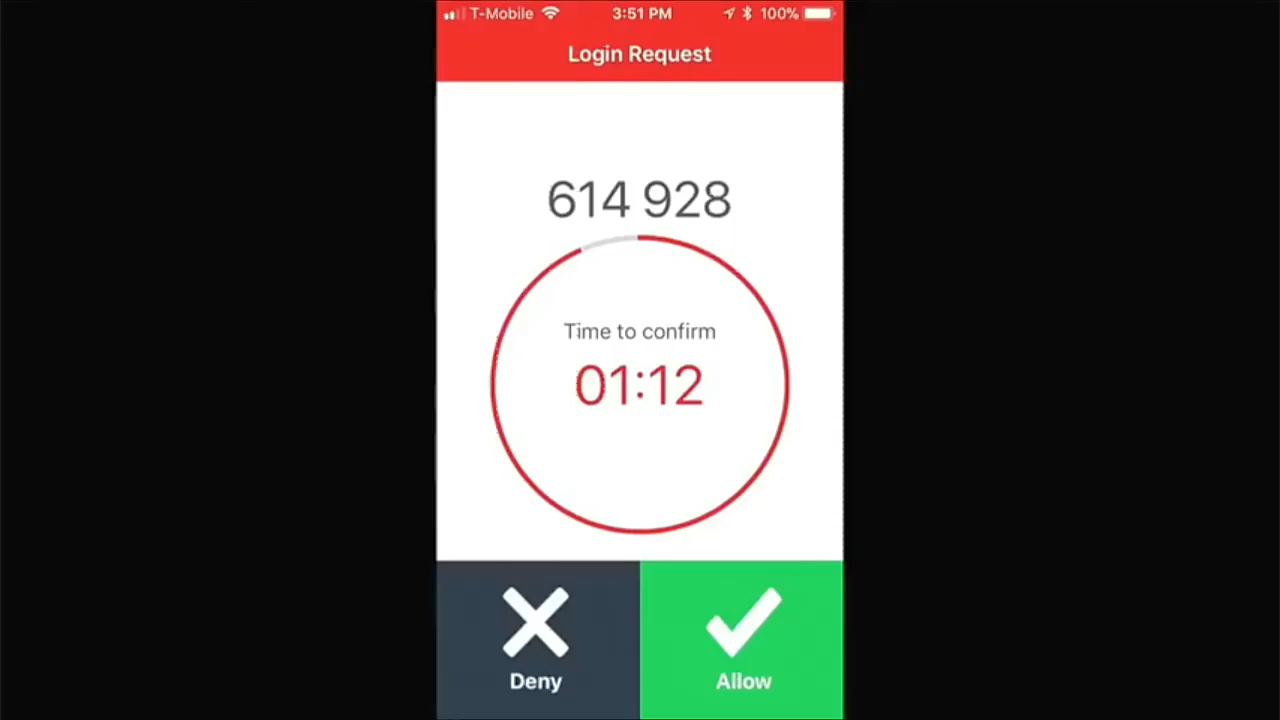 T-Mobile 3:51 PM 100%
Login Request
614 928
Time to confirm
01:12
Deny Allow